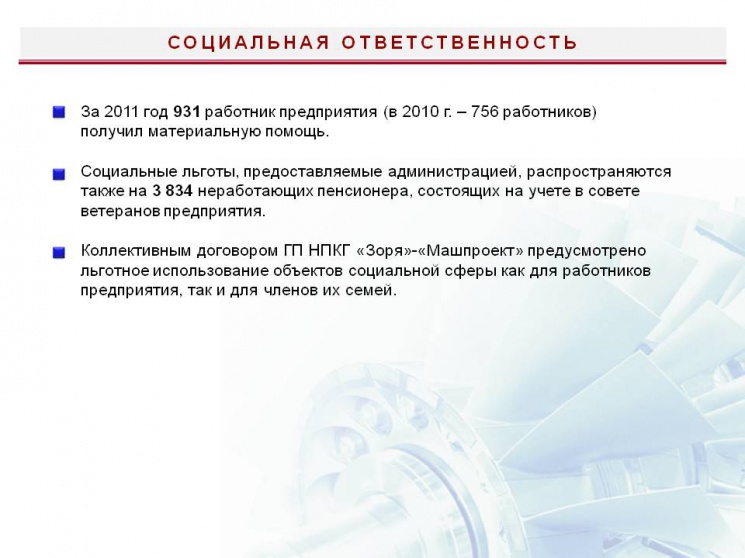 СОЦИАЛЬНАЯ ОТВЕТСТВЕННОСТЬ
За 2011 год 931 работник предприятия (в 2010 г. – 756 работников)
получил материальную помощь.
Социальные льготы, предоставляемые администрацией, распространяются
также на 3 834 неработающих пенсионера, состоящих на учете в совете
ветеранов предприятия.
Коллективным договором ГП НПКГ «Зоря»-«Машпроект» предусмотрено
льготное использование объектов социальной сферы как для работников
предприятия, так и для членов их семей.